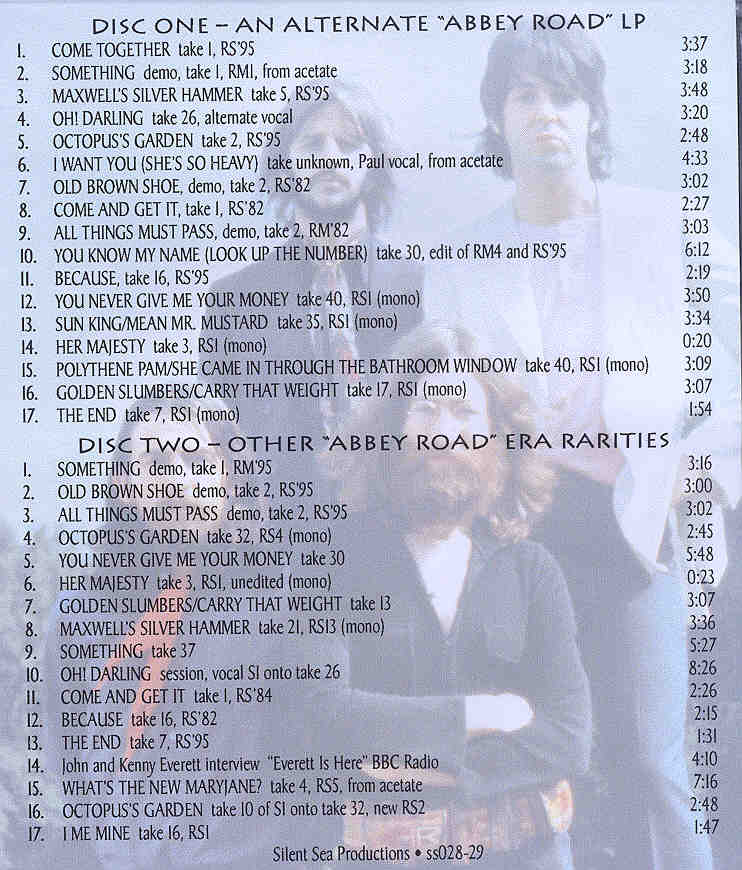 DISC ONE – AN ALTERNATE "ABBEY ROAD" LP
1. COME TOGETHER take 1, RS'95 3:37
2. SOMETHING demo, take 1, RM1, from acetate 3:18
3. MAXWELL'S SILVER HAMMER take 5, RS'95 3:48
4. OH! DARLING take 26, alternate vocal 3:20
5. OCTOPUS'S GARDEN take 2, RS'95 2:48
6. I WANT YOU (SHE'S SO HEAVY) take unknown, Paul vocal, from acetate 4:33
7. OLD BROWN SHOE, demo, take 2, RS'82 3:02
8. COME AND GET IT, take 1, RS'82 2:27
9. ALL THINGS MUST PASS, demo, take 2, RM'82 3:03
10. YOU KNOW MY NAME (LOOK UP THE NUMBER) take 30, edit of RM4 and RS'95 6:12
11. BECAUSE, take 16, RS'95 2:19
12. YOU NEVER GIVE ME YOUR MONEY take 40, RS1 (mono) 3:50
13. SUN KING/MEAN MR. MUSTARD take 35, RS1 (mono) 3:34
14. HER MAJESTY take 3, RS1 (mono) 0:20
15. POLYTHENE PAM/SHE CAME IN THROUGH THE BATHROOM WINDOW take 40, RS1 (mono) 3:09
16. GOLDEN SLUMBERS/CARRY THAT WEIGHT take 17, RS1 (mono) 3:07
17. THE END take 7, RS1 (mono) 1:54
DISC TWO – OTHER "ABBEY ROAD" ERA RARITIES
1. SOMETHING demo, take 1, RM'95 3:16
2. OLD BROWN SHOE demo, take 2, RS'95 3:00
3. ALL THINGS MUST PASS demo, take 2, RS'95 3:02
4. OCTOPUS'S GARDEN take 32, RS4 (mono) 2:45
5. YOU NEVER GIVE ME YOUR MONEY take 30 5:48
6. HER MAJESTY take 3, RS1, unedited (mono) 0:23
7. GOLDEN SLUMBERS/CARRY THAT WEIGHT take 13 3:07
8. MAXWELL'S SILVER HAMMER take 21, RS13 (mono) 3:36
9. SOMETHING take 37 5:27
10. OH! DARLING session, vocal SI onto take 26 8:26
11. COME AND GET IT take 1, RS'84 2:26
12. BECAUSE take 16, RS'82 2:15
13. THE END take 7, RS'95 1:31
14. John and Kenny Everett interview "Everett Is Here" BBC Radio 4:10
15. WHAT'S THE NEW MARYJANE? take 4, RS5, from acetate 7:16
16. OCTOPUS'S GARDEN take 10 of SI onto take 32, new RS2 2:48
17. I ME MINE take 16, RS1 1:47
Silent Sea Productions • ss028-29